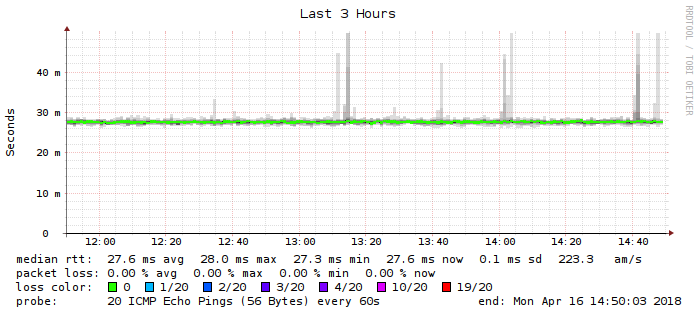 Last 3 Hours
RRDTOOL / TOBI OETIKER
Seconds
40 m
30 m
20 m
10 m
0
12:00 12:20 12:40 13:00 13:20 13:40 14:00 14:20 14:40
median rtt: 27.6 ms avg 28.0 ms max 27.3 ms min 27.6 ms now 0.1 ms sd 223.3 am/s
packet loss: 0.00 % avg 0.00 % max 0.00 % min 0.00 % now
loss color: 0 1/20 2/20 3/20 4/20 10/20 19/20
probe: 20 ICMP Echo Pings (56 Bytes) every 60s end: Mon Apr 16 14:50:03 2018